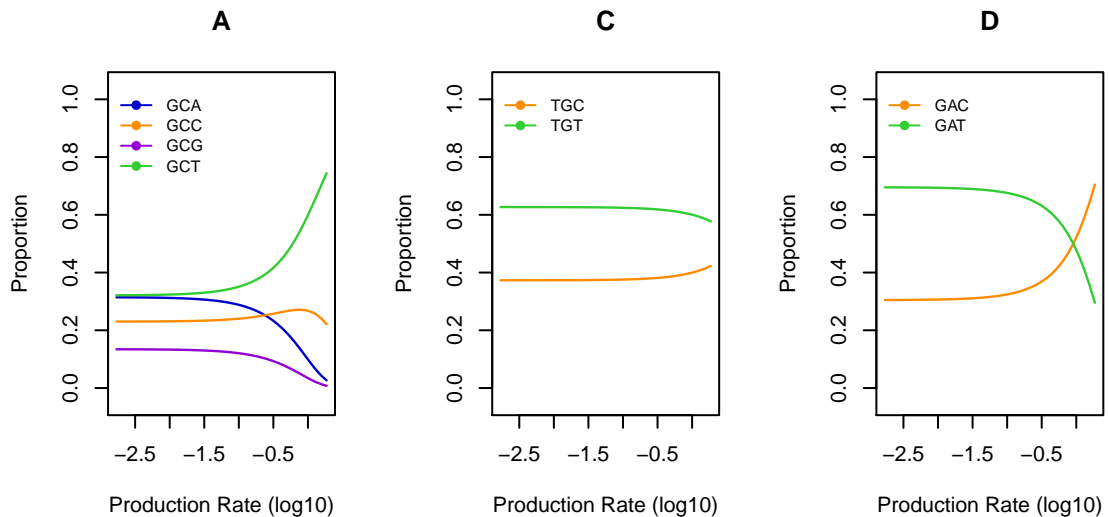 A
Proportion
1.0
0.8
0.6
0.4
0.2
0.0
GCA
GCC
GCG
GCT
−2.5 −1.5 −0.5
Production Rate (log10)
C
Proportion
1.0
0.8
0.6
0.4
0.2
0.0
TGC
TGT
−2.5 −1.5 −0.5
Production Rate (log10)
D
Proportion
1.0
0.8
0.6
0.4
0.2
0.0
GAC
GAT
−2.5 −1.5 −0.5
Production Rate (log10)